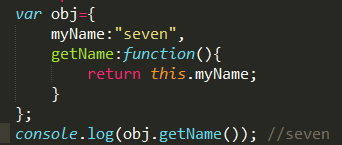 var obj={
    myName:"seven",
    getName:function(){
        return this.myName;
    }
};
console.log(obj.getName()); //seven